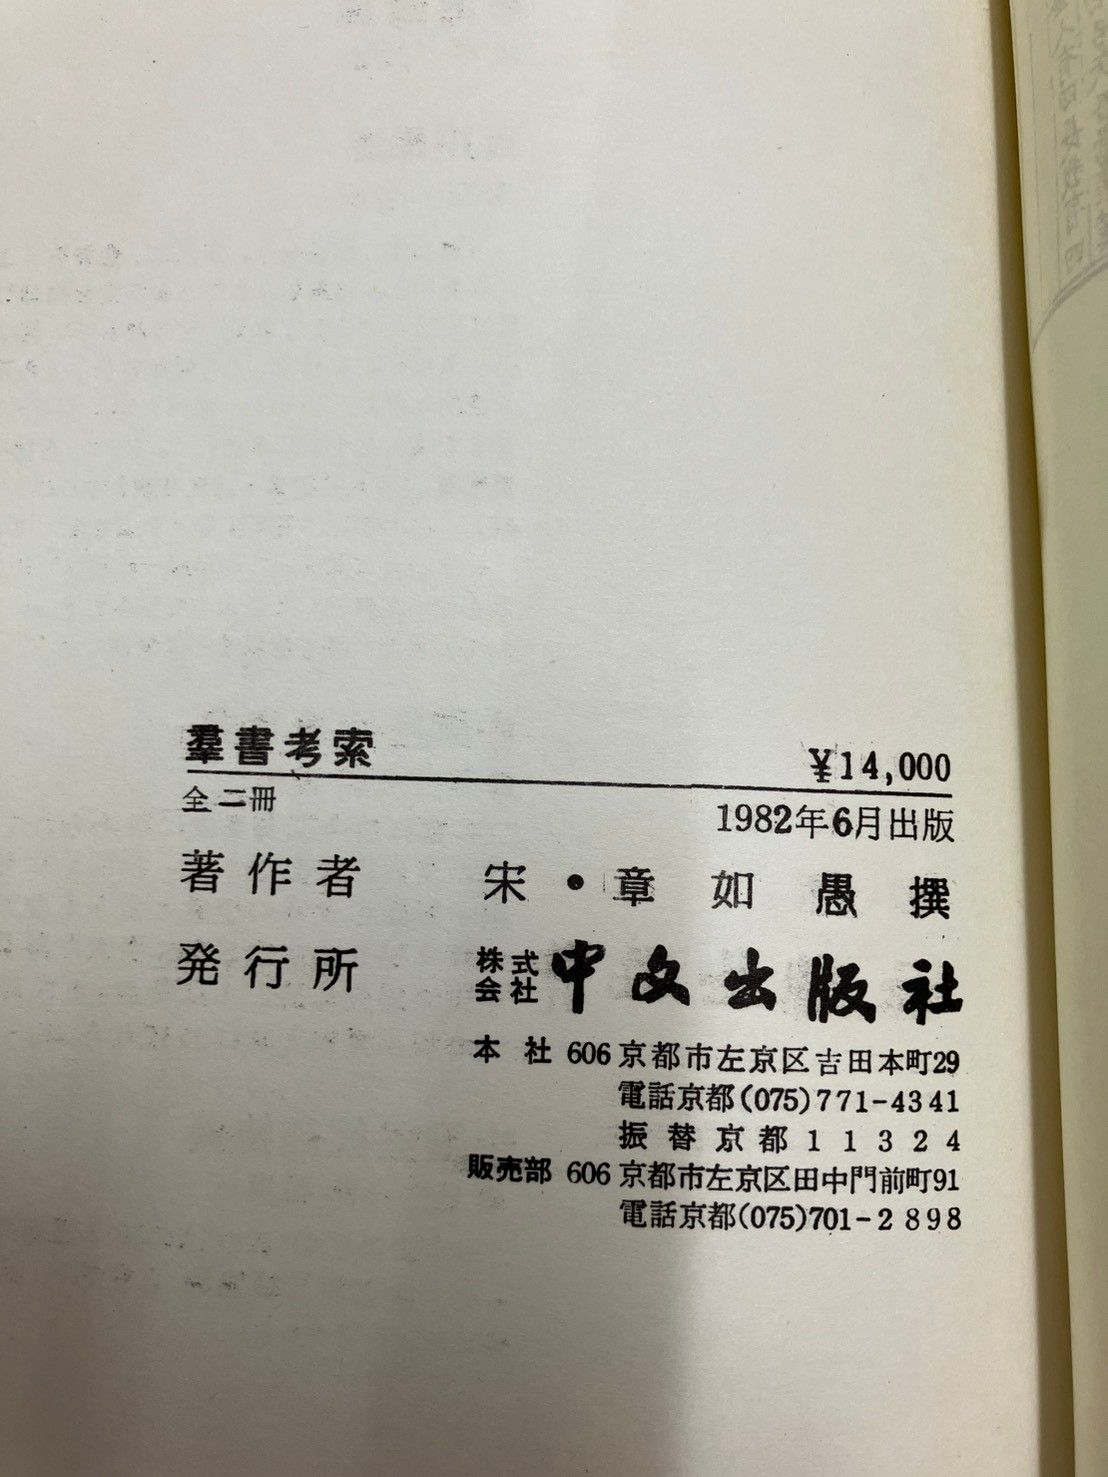 羣書考索
¥14,000
全二冊
1982年6月出版
著作者 宋・章如愚撰
発行所 株式会社 中文出版社
本社 606 京都市左京区吉田本町29
電話京都(075)771-4341
振替京都11324
販売部 606 京都市左京区田中門前町91
電話京都(075)701-2898